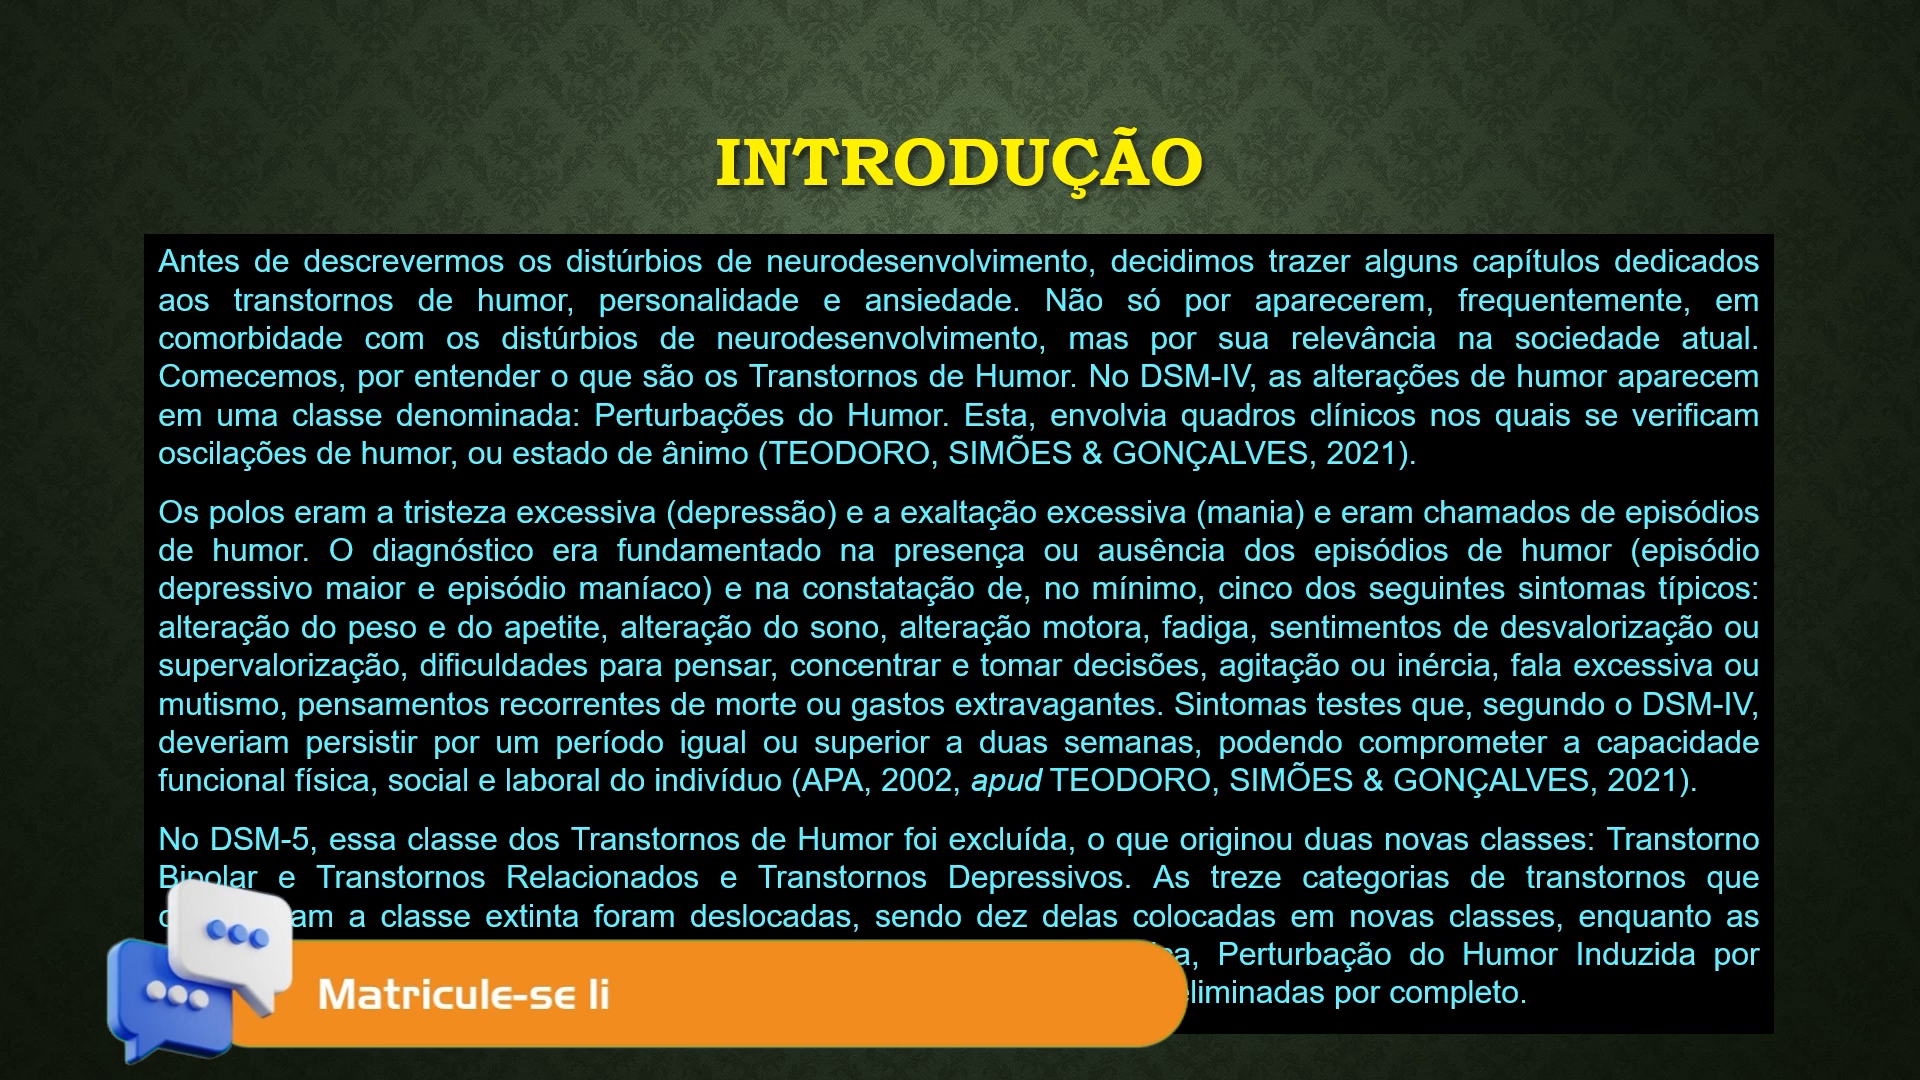 INTRODUÇÃO
Antes de descrevermos os distúrbios de neurodesenvolvimento, decidimos trazer alguns capítulos dedicados
aos transtornos de humor, personalidade e ansiedade. Não só por aparecerem, frequentemente, em
comorbidade com os distúrbios de neurodesenvolvimento, mas por sua relevância na sociedade atual.
Comecemos, por entender o que são os Transtornos de Humor. No DSM-IV, as alterações de humor aparecem
em uma classe denominada: Perturbações do Humor. Esta, envolvia quadros clínicos nos quais se verificam
oscilações de humor, ou estado de ânimo (TEODORO, SIMÕES & GONÇALVES, 2021).
Os polos eram a tristeza excessiva (depressão) e a exaltação excessiva (mania) e eram chamados de episódios
de humor. O diagnóstico era fundamentado na presença ou ausência dos episódios de humor (episódio
depressivo maior e episódio maníaco) e na constatação de, no mínimo, cinco dos seguintes sintomas típicos:
alteração do peso e do apetite, alteração do sono, alteração motora, fadiga, sentimentos de desvalorização ou
supervalorização, dificuldades para pensar, concentrar e tomar decisões, agitação ou inércia, fala excessiva ou
mutismo, pensamentos recorrentes de morte ou gastos extravagantes. Sintomas testes que, segundo o DSM-IV,
deveriam persistir por um período igual ou superior a duas semanas, podendo comprometer a capacidade
funcional física, social e laboral do indivíduo (APA, 2002, apud TEODORO, SIMÕES & GONÇALVES, 2021).
No DSM-5, essa classe dos Transtornos de Humor foi excluída, o que originou duas novas classes: Transtorno
Bipolar e Transtornos Relacionados e Transtornos Depressivos. As treze categorias de transtornos que
a classe extinta foram deslocadas, sendo dez delas colocadas em novas classes, enquanto as
Perturbação do Humor Induzida por
eliminadas por completo.
Matricule-se li